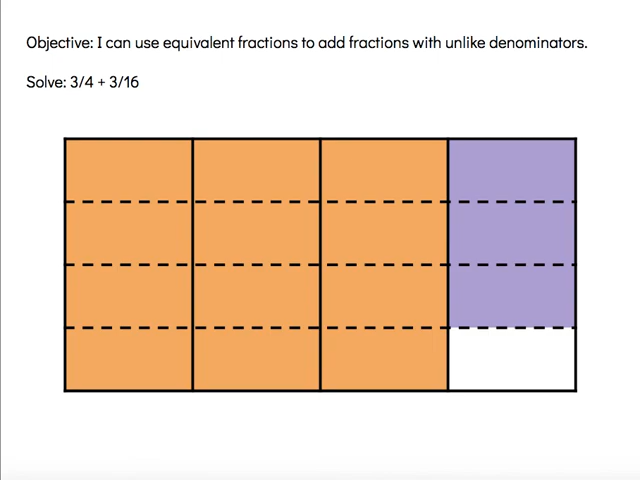 Objective: I can use equivalent fractions to add fractions with unlike denominators.
Solve: 3/4 + 3/16